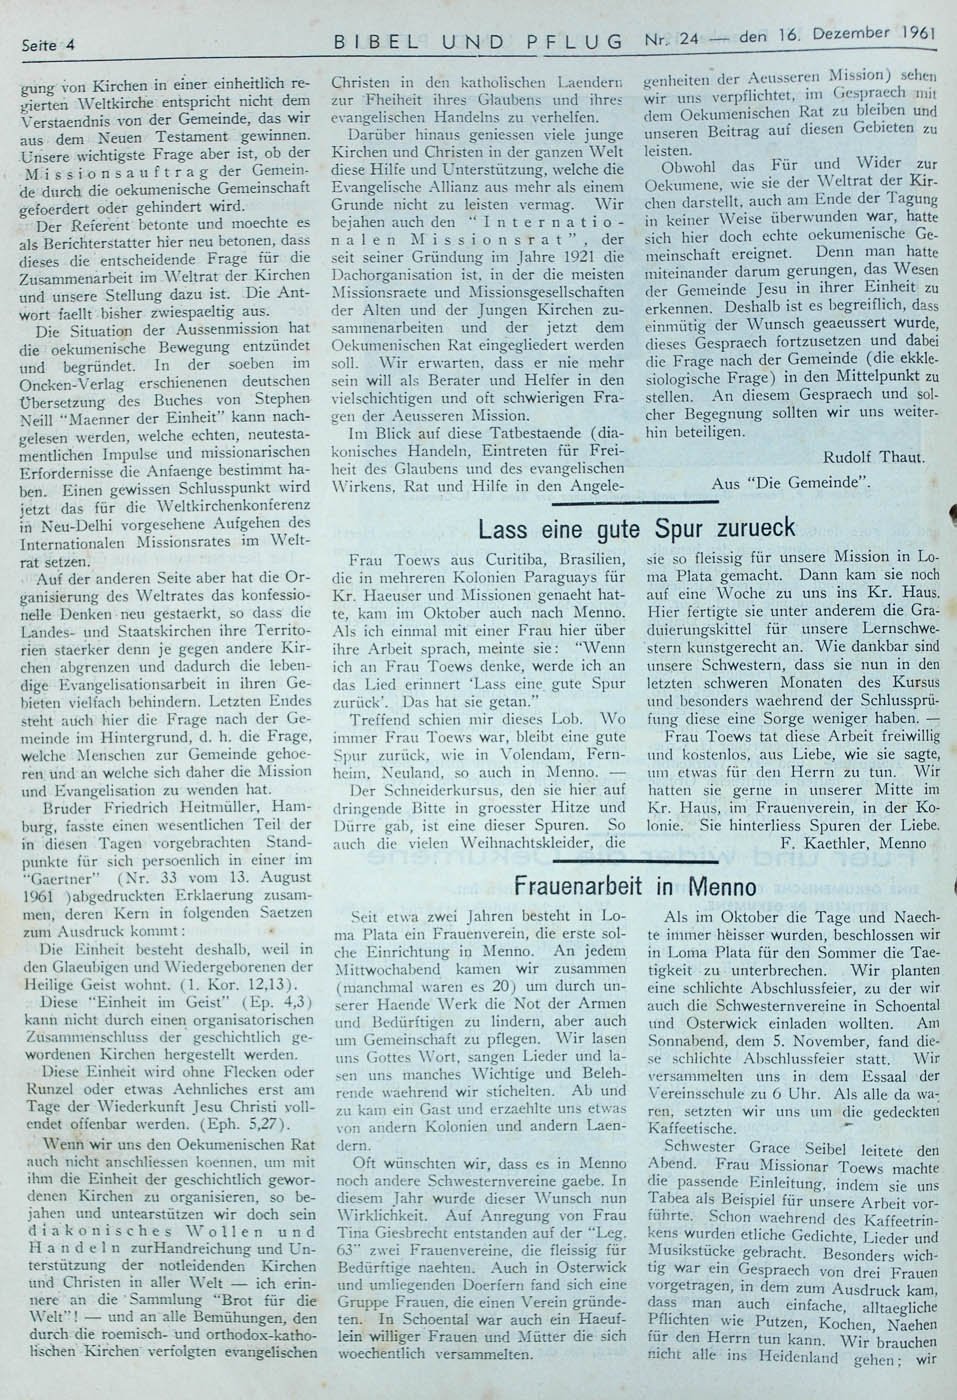 Seite 4
BIBEL UND PFLUG Nr. 24 — den 16. Dezember 1961
gung von Kirchen in einer einheitlich re-
gierten Weltkirche entspricht nicht dem
Verstaendnis von der Gemeinde, das wir
aus dem Neuen Testament gewinnen.
Unsere wichtigste Frage aber ist, ob der
Missionsauftrag der Gemein-
de durch die oekumenische Gemeinschaft
gefoerdert oder gehindert wird.
Der Referent betonte und moechte es
als Berichterstatter hier neu betonen, dass
dieses die entscheidende Frage für die
Zusammenarbeit im Weltrat der Kirchen
und unsere Stellung dazu ist. Die Ant-
wort faellt bisher zwiespaeltig aus.
Die Situation der Aussenmission hat
die oekumenische Bewegung entzündet
und begründet. In der soeben im
Oncken-Verlag erschienenen deutschen
Übersetzung des Buches von Stephen
Neill "Maenner der Einheit" kann nach-
gelesen werden, welche echten, neutesta-
mentlichen Impulse und missionarischen
Erfordernisse die Anfaenge bestimmt ha-
ben. Einen gewissen Schlusspunkt wird
jetzt das für die Weltkirchenkonferenz
in Neu-Delhi vorgesehene Aufgehen des
Internationalen Missionsrates im Welt-
rat setzen.
Auf der anderen Seite aber hat die Or-
ganisierung des Weltrates das konfessio-
nelle Denken neu gestaerkt, so dass die
Landes- und Staatskirchen ihre Territo-
rien staerker denn je gegen andere Kir-
chen abgrenzen und dadurch die leben-
dige Evangelisationsarbeit in ihren Ge-
bieten vielfach behindern. Letzten Endes
steht auch hier die Frage nach der Ge-
meinde im Hintergrund, d. h. die Frage,
welche Menschen zur Gemeinde gehoe-
ren und an welche sich daher die Mission
und Evangelisation zu wenden hat.
Bruder Friedrich Heitmüller, Ham-
burg, fasste einen wesentlichen Teil der
in diesen Tagen vorgebrachten Stand-
punkte für sich persoenlich in einer im
"Gaertner" (Nr. 33 vom 13. August
1961 )abgedruckten Erklaerung zusam-
men, deren Kern in folgenden Saetzen
zum Ausdruck kommt:
Die Einheit besteht deshalb, weil in
den Glaeubigen und Wiedergeborenen der
Heilige Geist wohnt. (1. Kor. 12,13).
Diese "Einheit im Geist" (Ep. 4,3)
kann nicht durch einen organisatorischen
Zusammenschluss der geschichtlich ge-
wordenen Kirchen hergestellt werden.
Diese Einheit wird ohne Flecken oder
Runzel oder etwas Aehnliches erst am
Tage der Wiederkunft Jesu Christi voll-
endet offenbar werden. (Eph. 5,27).
Wenn wir uns den Oekumenischen Rat
auch nicht anschliessen koennen, um mit
ihm die Einheit der geschichtlich gewor-
denen Kirchen zu organisieren, so be-
jahen und untearstützen wir doch sein
diakonisches Wollen und
Handeln zurHandreichung und Un-
terstützung der notleidenden Kirchen
und Christen in aller Welt — ich erin-
nere an die Sammlung "Brot für die
Welt"! — und an alle Bemühungen, den
durch die roemisch- und orthodox-katho-
lischen Kirchen verfolgten evangelischen
Christen in den katholischen Laendern
zur Fheiheit ihres Glaubens und ihres
evangelischen Handelns zu verhelfen.
Darüber hinaus geniessen viele junge
Kirchen und Christen in der ganzen Welt
diese Hilfe und Unterstützung, welche die
Evangelische Allianz aus mehr als einem
Grunde nicht zu leisten vermag. Wir
bejahen auch den "Internatio-
nalen Missionsrat", der
seit seiner Gründung im Jahre 1921 die
Dachorganisation ist, in der die meisten
Missionsraete und Missionsgesellschaften
der Alten und der Jungen Kirchen zu-
sammenarbeiten und der jetzt dem
Oekumenischen Rat eingegliedert werden
soll. Wir erwarten, dass er nie mehr
sein will als Berater und Helfer in den
vielschichtigen und oft schwierigen Fra-
gen der Aeusseren Mission.
Im Blick auf diese Tatbestaende (dia-
konisches Handeln, Eintreten für Frei-
heit des Glaubens und des evangelischen
Wirkens, Rat und Hilfe in den Angele-
genheiten der Aeusseren Mission) sehen
wir uns verpflichtet, im Gespraech mit
dem Oekumenischen Rat zu bleiben und
unseren Beitrag auf diesen Gebieten zu
leisten.
Obwohl das Für und Wider zur
Oekumene, wie sie der Weltrat der Kir-
chen darstellt, auch am Ende der Tagung
in keiner Weise überwunden war, hatte
sich hier doch echte oekumenische Ge-
meinschaft ereignet. Denn man hatte
miteinander darum gerungen, das Wesen
der Gemeinde Jesu in ihrer Einheit zu
erkennen. Deshalb ist es begreiflich, dass
einmütig der Wunsch geaeussert wurde,
dieses Gespraech fortzusetzen und dabei
die Frage nach der Gemeinde (die ekkle-
siologische Frage) in den Mittelpunkt zu
stellen. An diesem Gespraech und sol-
cher Begegnung sollten wir uns weiter-
hin beteiligen.
Rudolf Thaut.
Aus "Die Gemeinde".
Lass eine gute Spur zurueck
Frau Toews aus Curitiba, Brasilien,
die in mehreren Kolonien Paraguays für
Kr. Haeuser und Missionen genaeht hat-
te, kam im Oktober auch nach Menno.
Als ich einmal mit einer Frau hier über
ihre Arbeit sprach, meinte sie: "Wenn
ich an Frau Toews denke, werde ich an
das Lied erinnert 'Lass eine gute Spur
zurück'. Das hat sie getan."
Treffend schien mir dieses Lob. Wo
immer Frau Toews war, bleibt eine gute
Spur zurück, wie in Volendam, Fern-
heim, Neuland, so auch in Menno. —
Der Schneiderkursus, den sie hier auf
dringende Bitte in groesster Hitze und
Dürre gab, ist eine dieser Spuren. So
auch die vielen Weihnachtskleider, die
sie so fleissig für unsere Mission in Lo-
ma Plata gemacht. Dann kam sie noch
auf eine Woche zu uns ins Kr. Haus.
Hier fertigte sie unter anderem die Gra-
duierungskittel für unsere Lernschwe-
stern kunstgerecht an. Wie dankbar sind
unsere Schwestern, dass sie nun in den
letzten schweren Monaten des Kursus
und besonders waehrend der Schlussprü-
fung diese eine Sorge weniger haben. —
Frau Toews tat diese Arbeit freiwillig
und kostenlos, aus Liebe, wie sie sagte,
um etwas für den Herrn zu tun. Wir
hatten sie gerne in unserer Mitte im
Kr. Haus, im Frauenverein, in der Ko-
lonie. Sie hinterliess Spuren der Liebe.
F. Kaethler, Menno
Frauenarbeit in Menno
Seit etwa zwei Jahren besteht in Lo-
ma Plata ein Frauenverein, die erste sol-
che Einrichtung in Menno. An jedem
Mittwochabend kamen wir zusammen
(manchmal waren es 20) um durch un-
serer Haende Werk die Not der Armen
und Bedürftigen zu lindern, aber auch
um Gemeinschaft zu pflegen. Wir lasen
uns Gottes Wort, sangen Lieder und la-
sen uns manches Wichtige und Beleh-
rende waehrend wir stichelten. Ab und
zu kam ein Gast und erzaehlte uns etwas
von andern Kolonien und andern Laen-
dern.
Oft wünschten wir, dass es in Menno
noch andere Schwesternvereine gaebe. In
diesem Jahr wurde dieser Wunsch nun
Wirklichkeit. Auf Anregung von Frau
Tina Giesbrecht entstanden auf der "Leg.
63" zwei Frauenvereine, die fleissig für
Bedürftige naehten. Auch in Osterwick
und umliegenden Doerfern fand sich eine
Gruppe Frauen, die einen Verein gründe-
ten. In Schoental war auch ein Haeuf-
lein williger Frauen und Mütter die sich
woechentlich versammelten.
Als im Oktober die Tage und Naech-
te immer heisser wurden, beschlossen wir
in Loma Plata für den Sommer die Tae-
tigkeit zu unterbrechen. Wir planten
eine schlichte Abschlussfeier, zu der wir
auch die Schwesternvereine in Schoental
und Osterwick einladen wollten. Am
Sonnabend, dem 5. November, fand die-
se schlichte Abschlussfeier statt. Wir
versammelten uns in dem Essaal der
Vereinsschule zu 6 Uhr. Als alle da wa-
ren, setzten wir uns um die gedeckten
Kaffeetische.
Schwester Grace Seibel leitete den
Abend. Frau Missionar Toews machte
die passende Einleitung, indem sie uns
Tabea als Beispiel für unsere Arbeit vor-
führte. Schon waehrend des Kaffeetrin-
kens wurden etliche Gedichte, Lieder und
Musikstücke gebracht. Besonders wich-
tig war ein Gespraech von drei Frauen
vorgetragen, in dem zum Ausdruck kam,
dass man auch einfache, alltaegliche
Pflichten wie Putzen, Kochen, Naehen
für den Herrn tun kann. Wir brauchen
nicht alle ins Heidenland gehen; wir